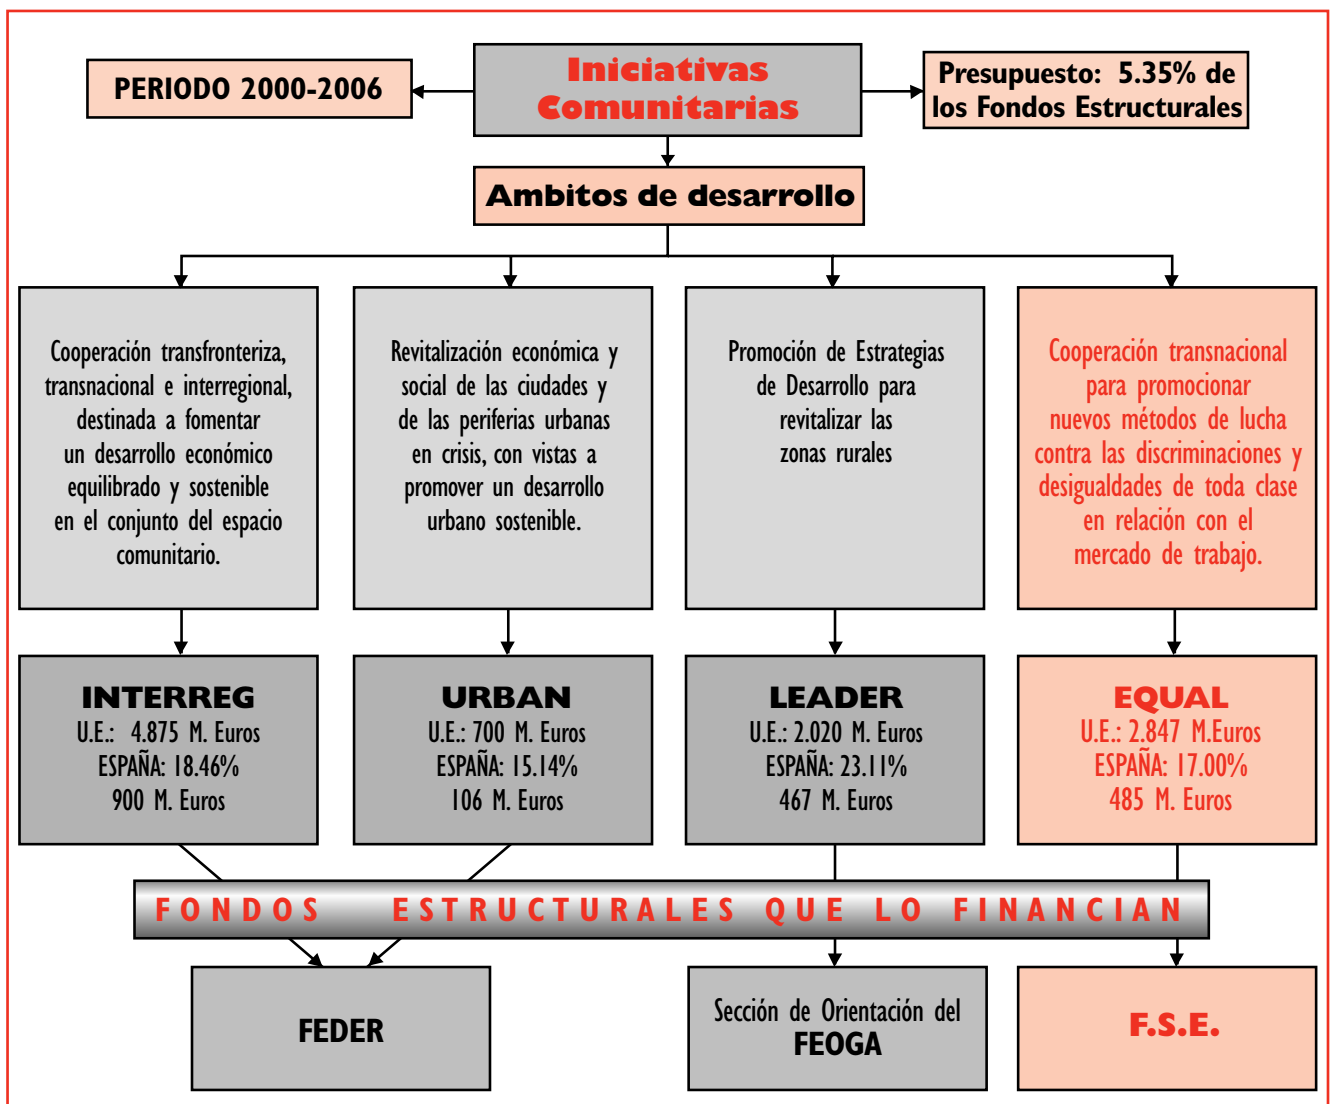 Iniciativas
Comunitarias
PERIODO 2000-2006
Presupuesto: 5.35% de
los Fondos Estructurales
Ambitos de desarrollo
Cooperación transfronteriza,
transnacional e interregional,
destinada a fomentar
un desarrollo económico
equilibrado y sostenible
en el conjunto del espacio
comunitario.
Revitalización económica y
social de las ciudades y
de las periferias urbanas
en crisis, con vistas a
promover un desarrollo
urbano sostenible.
Promoción de Estrategias
de Desarrollo para
revitalizar las
zonas rurales
Cooperación transnacional
para promocionar
nuevos métodos de lucha
contra las discriminaciones y
desigualdades de toda clase
en relación con el
mercado de trabajo.
INTERREG
U.E.: 4.875 M. Euros
ESPAÑA: 18.46%
900 M. Euros
URBAN
U.E.: 700 M. Euros
ESPAÑA: 15.14%
106 M. Euros
LEADER
U.E.: 2.020 M. Euros
ESPAÑA: 23.11%
467 M. Euros
EQUAL
U.E.: 2.847 M.Euros
ESPAÑA: 17.00%
485 M. Euros
FONDOS ESTRUCTURALES QUE LO FINANCIAN
FEDER
Sección de Orientación del
FEOGA
F.S.E.